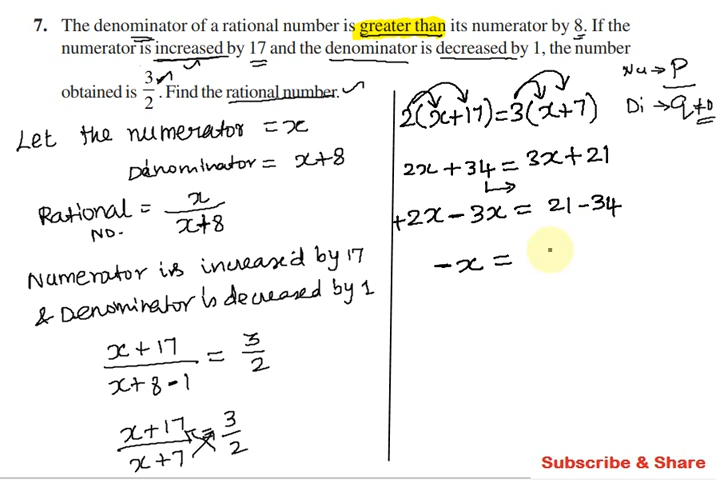 7. The denominator of a rational number is greater than its numerator by 8. If the
numerator is increased by 17 and the denominator is decreased by 1, the number
obtained is 3/2. Find the rational number.
Let the numerator = x
Denominator = x+8
Rational NO. = x/(x+8)
Numerator is increased by 17
& Denominator is decreased by 1
(x+17)/(x+8-1) = 3/2
(x+17)/(x+7) = 3/2
Nu → P
Di → q ≠ 0
2(x+17)=3(x+7)
2x+34 = 3x+21
+2x-3x = 21-34
-x =
Subscribe & Share